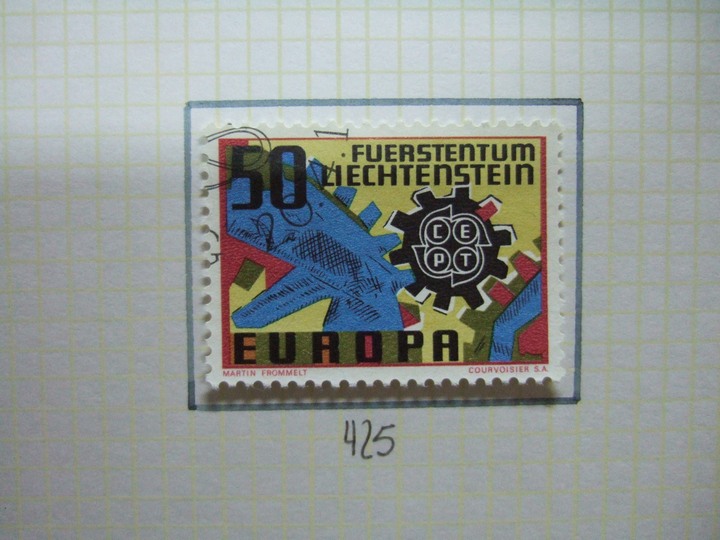 50 FUERSTENTUM
LIECHTENSTEIN
C E
P T
EUROPA
MARTIN FROMMELT COURVOISIER S.A.
425